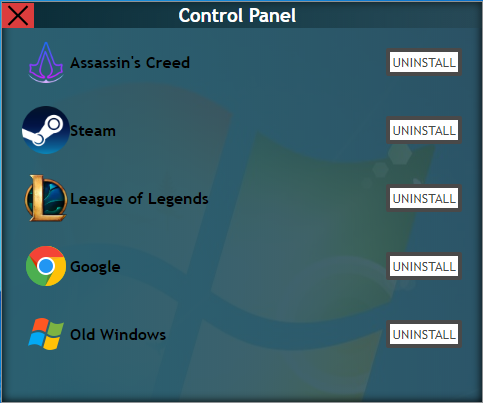 Control Panel
Assassin's Creed UNINSTALL
Steam UNINSTALL
League of Legends UNINSTALL
Google UNINSTALL
Old Windows UNINSTALL